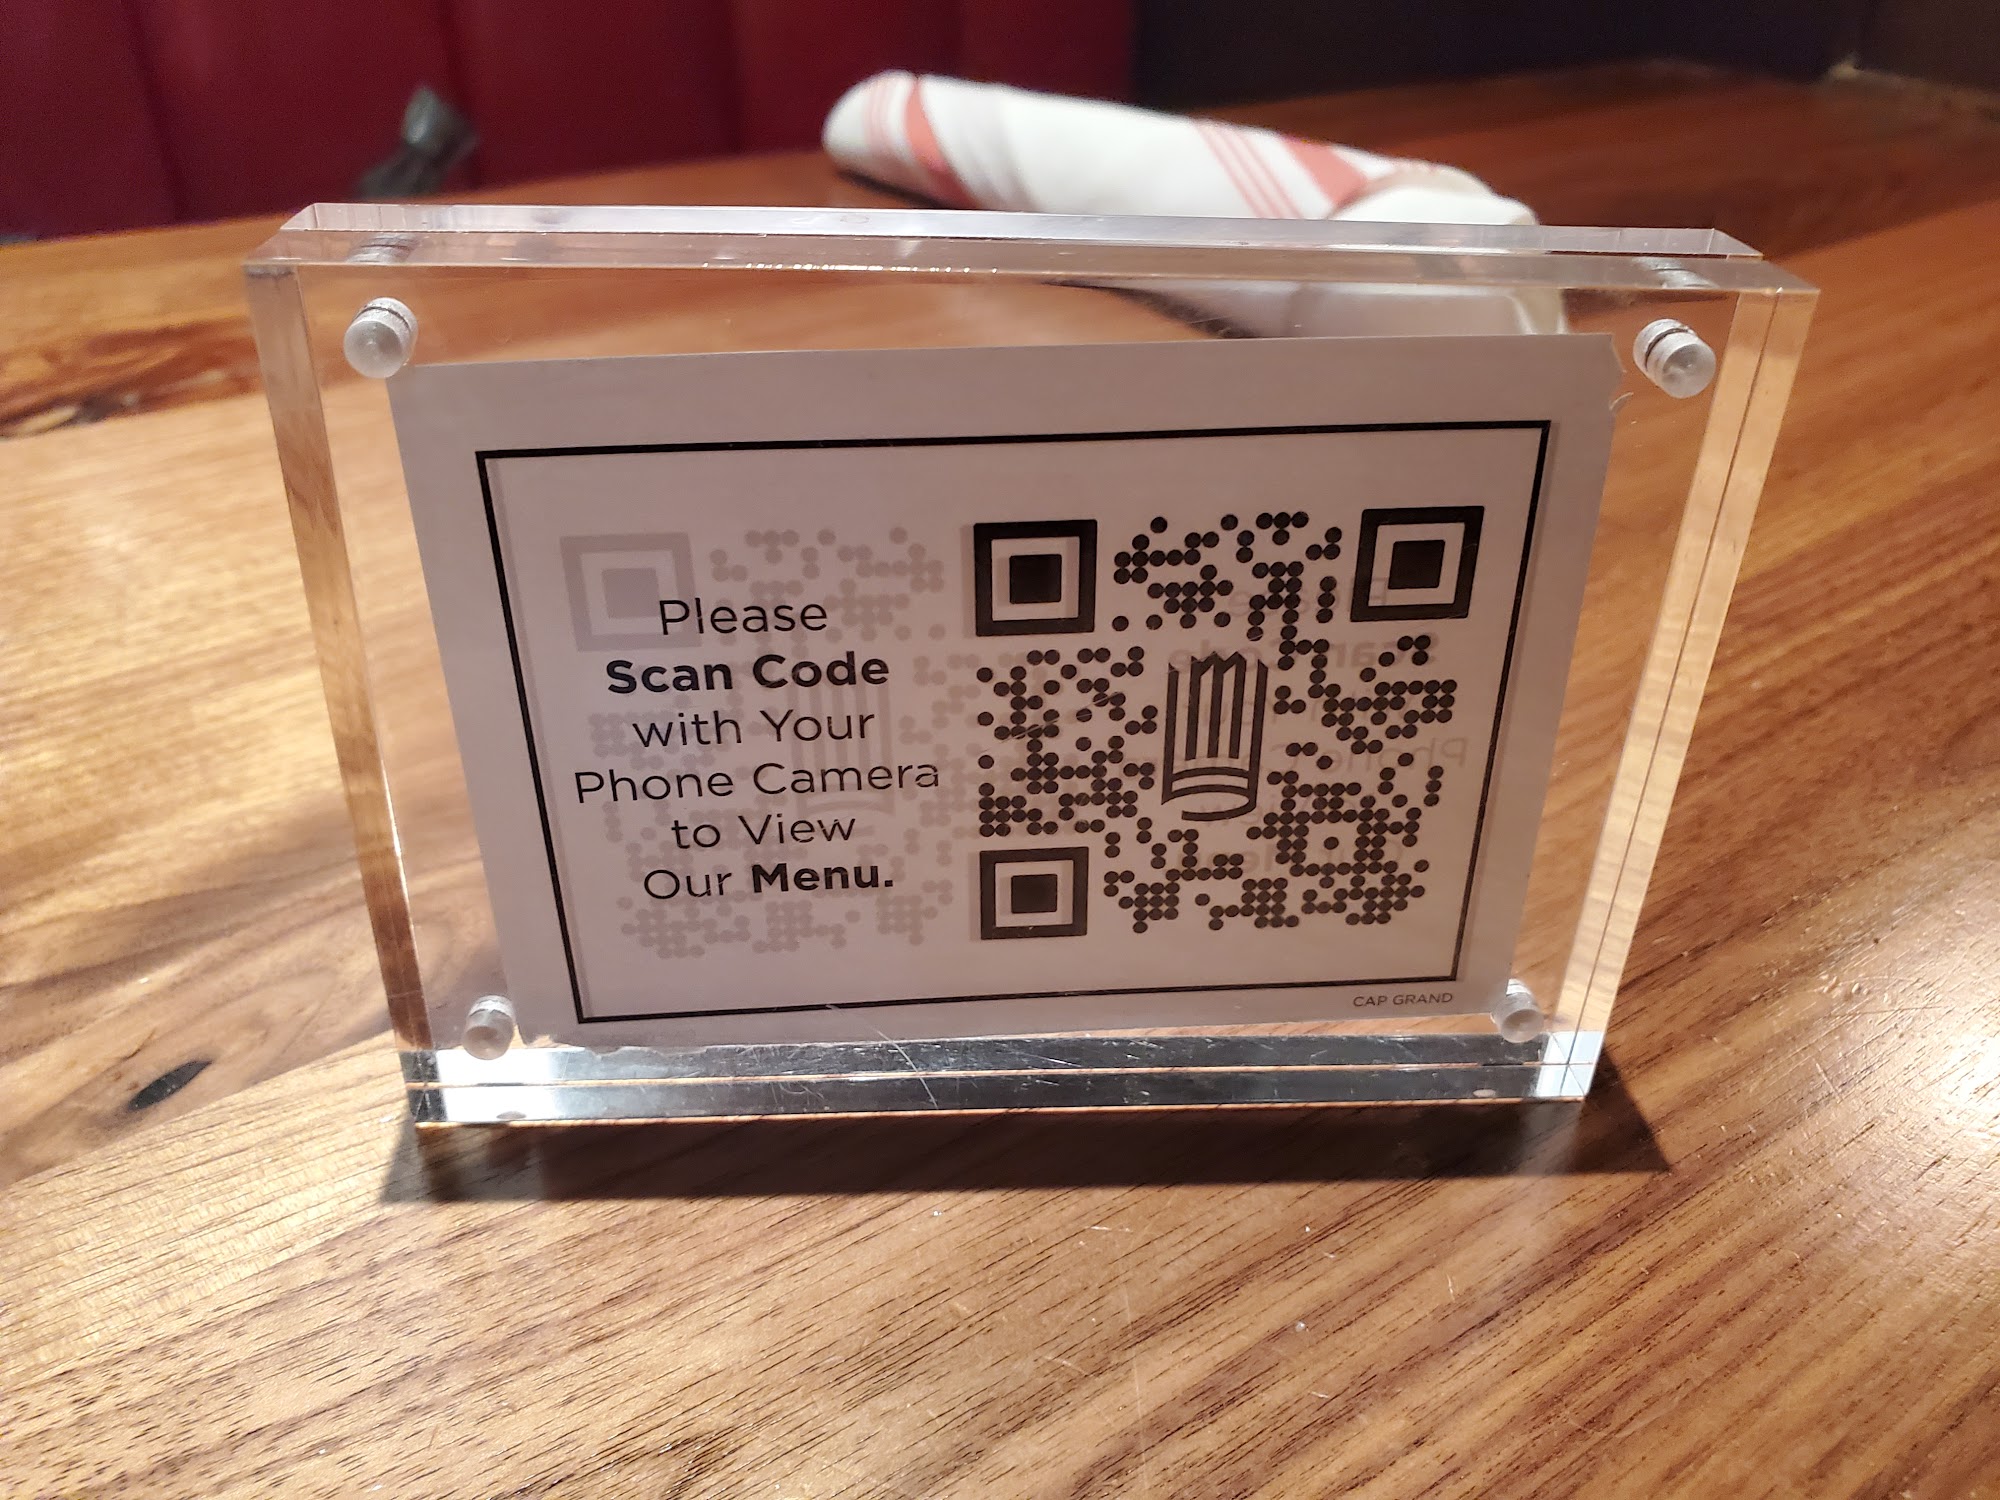 Please
Scan Code
with Your
Phone Camera
to View
Our Menu.
CAP GRAND